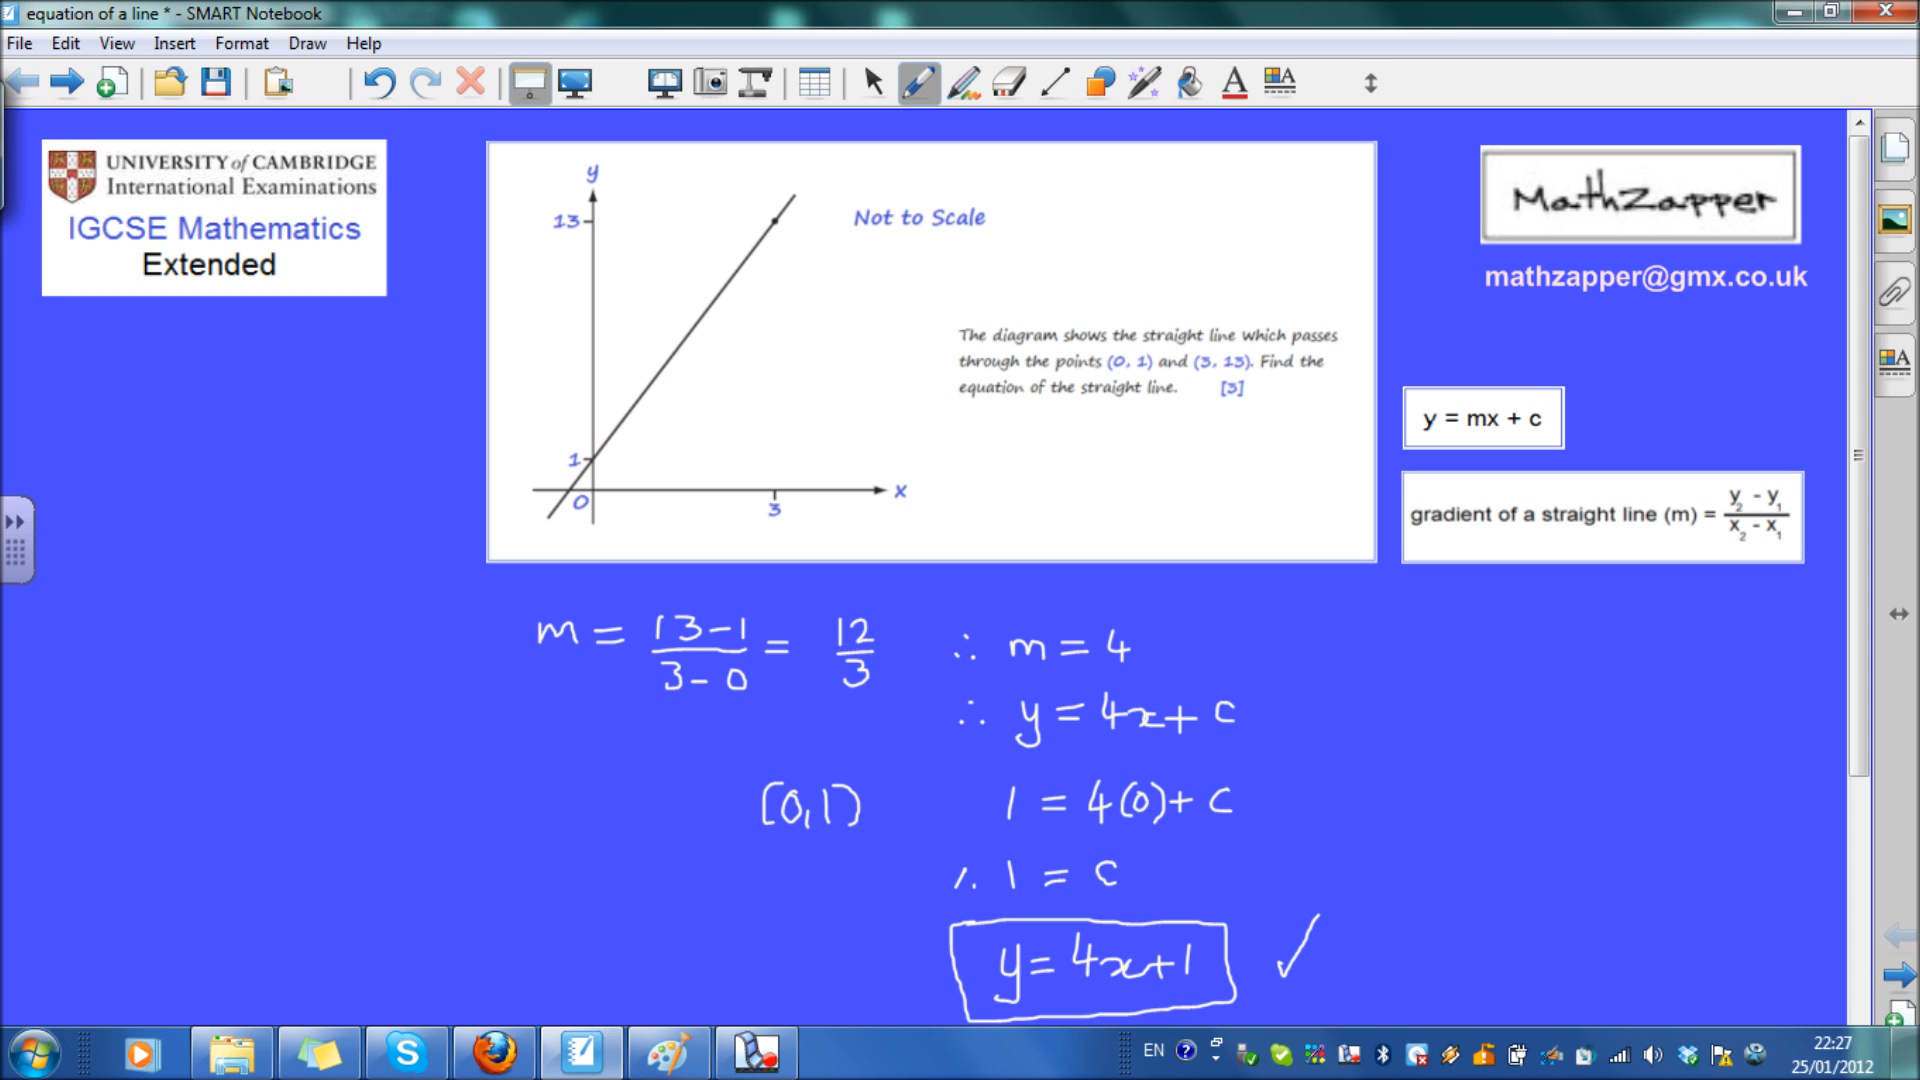 equation of a line * - SMART Notebook
File Edit View Insert Format Draw Help
UNIVERSITY of CAMBRIDGE
International Examinations
IGCSE Mathematics
Extended
y
13
Not to Scale
1
0
3
x
The diagram shows the straight line which passes
through the points (0, 1) and (3, 13). Find the
equation of the straight line. [3]
MathZapper
mathzapper@gmx.co.uk
y = mx + c
gradient of a straight line (m) = y₂ - y₁ / x₂ - x₁
m = 13-1 / 3-0 = 12 / 3 ∴ m = 4
∴ y = 4x + c
(0,1) 1 = 4(0) + c
∴ 1 = c
y = 4x+1 ✓
EN
22:27
25/01/2012